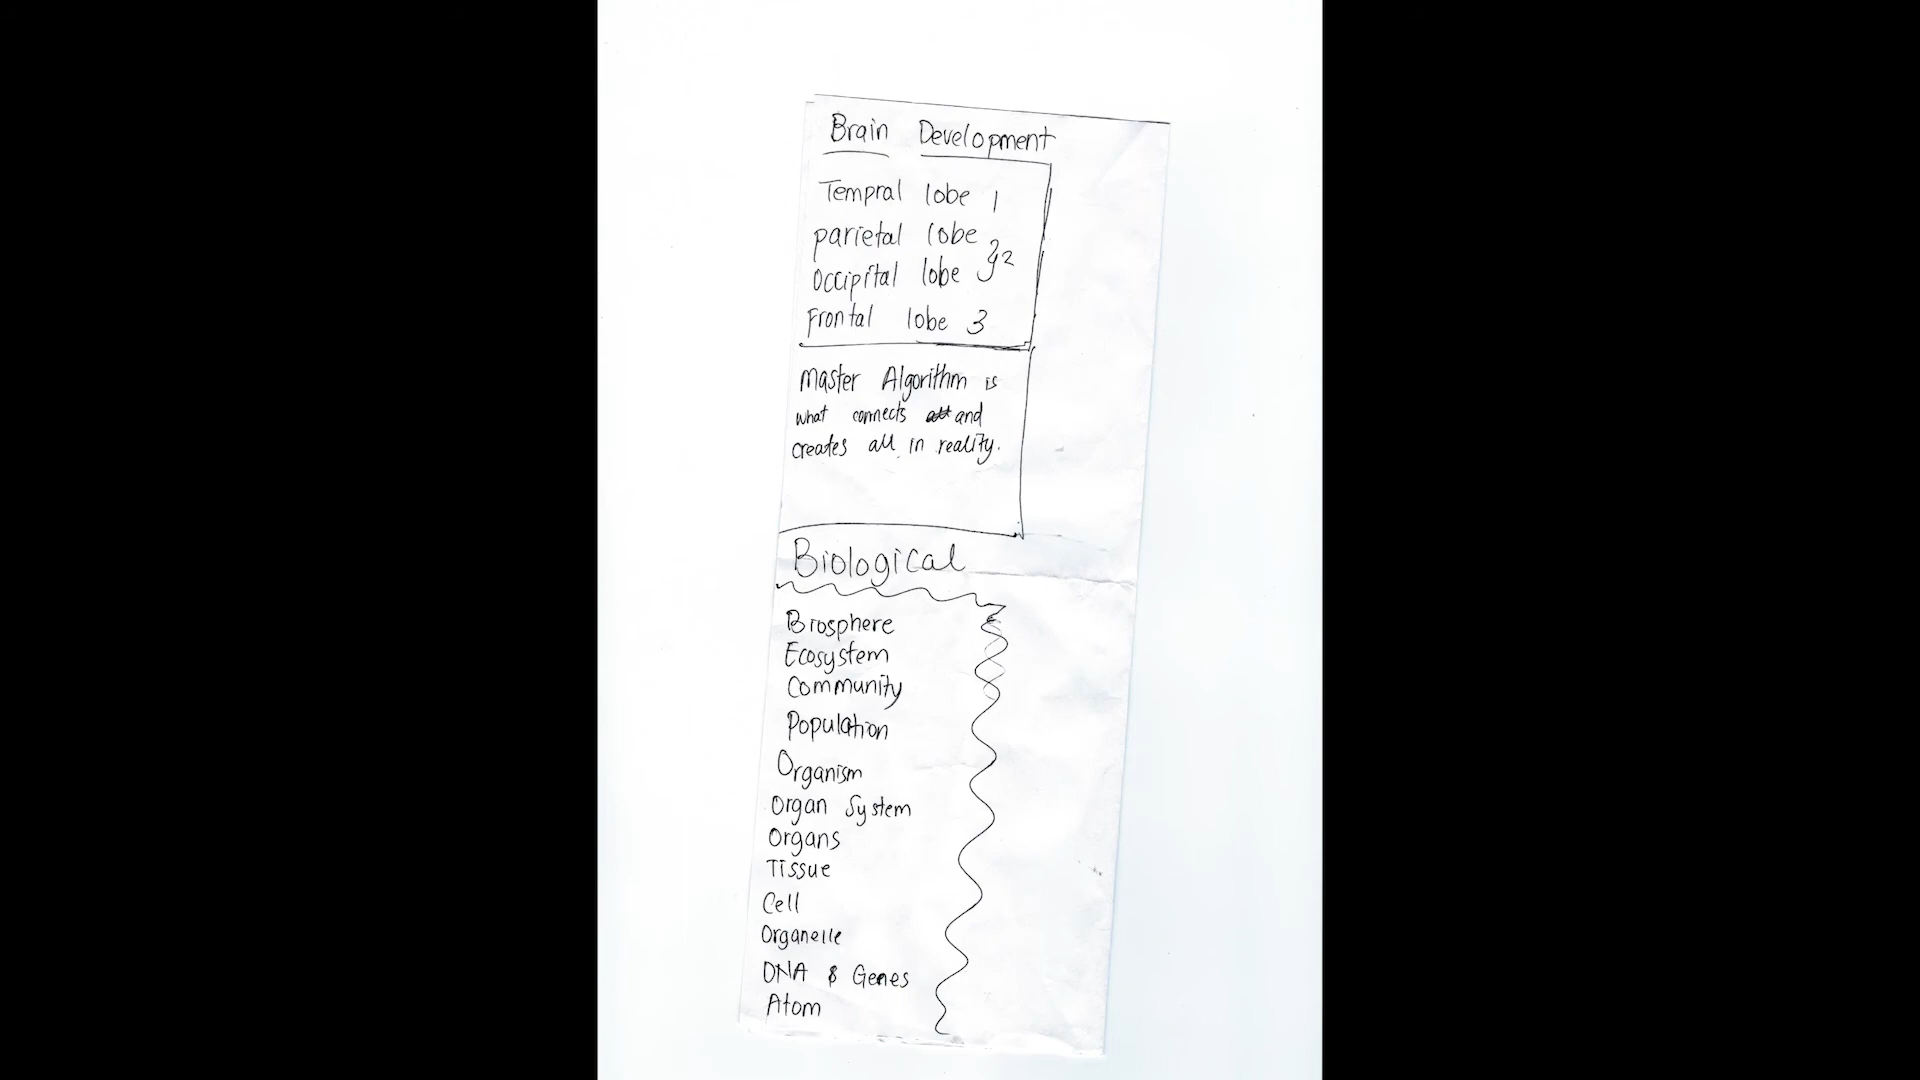 Brain Development
Tempral lobe 1
parietal lobe
occipital lobe } 2
Frontal lobe 3
Master Algorithm is
what connects and
creates all in reality.
Biological
Biosphere
Ecosystem
Community
Population
Organism
Organ System
Organs
Tissue
Cell
Organelle
DNA & Genes
Atom